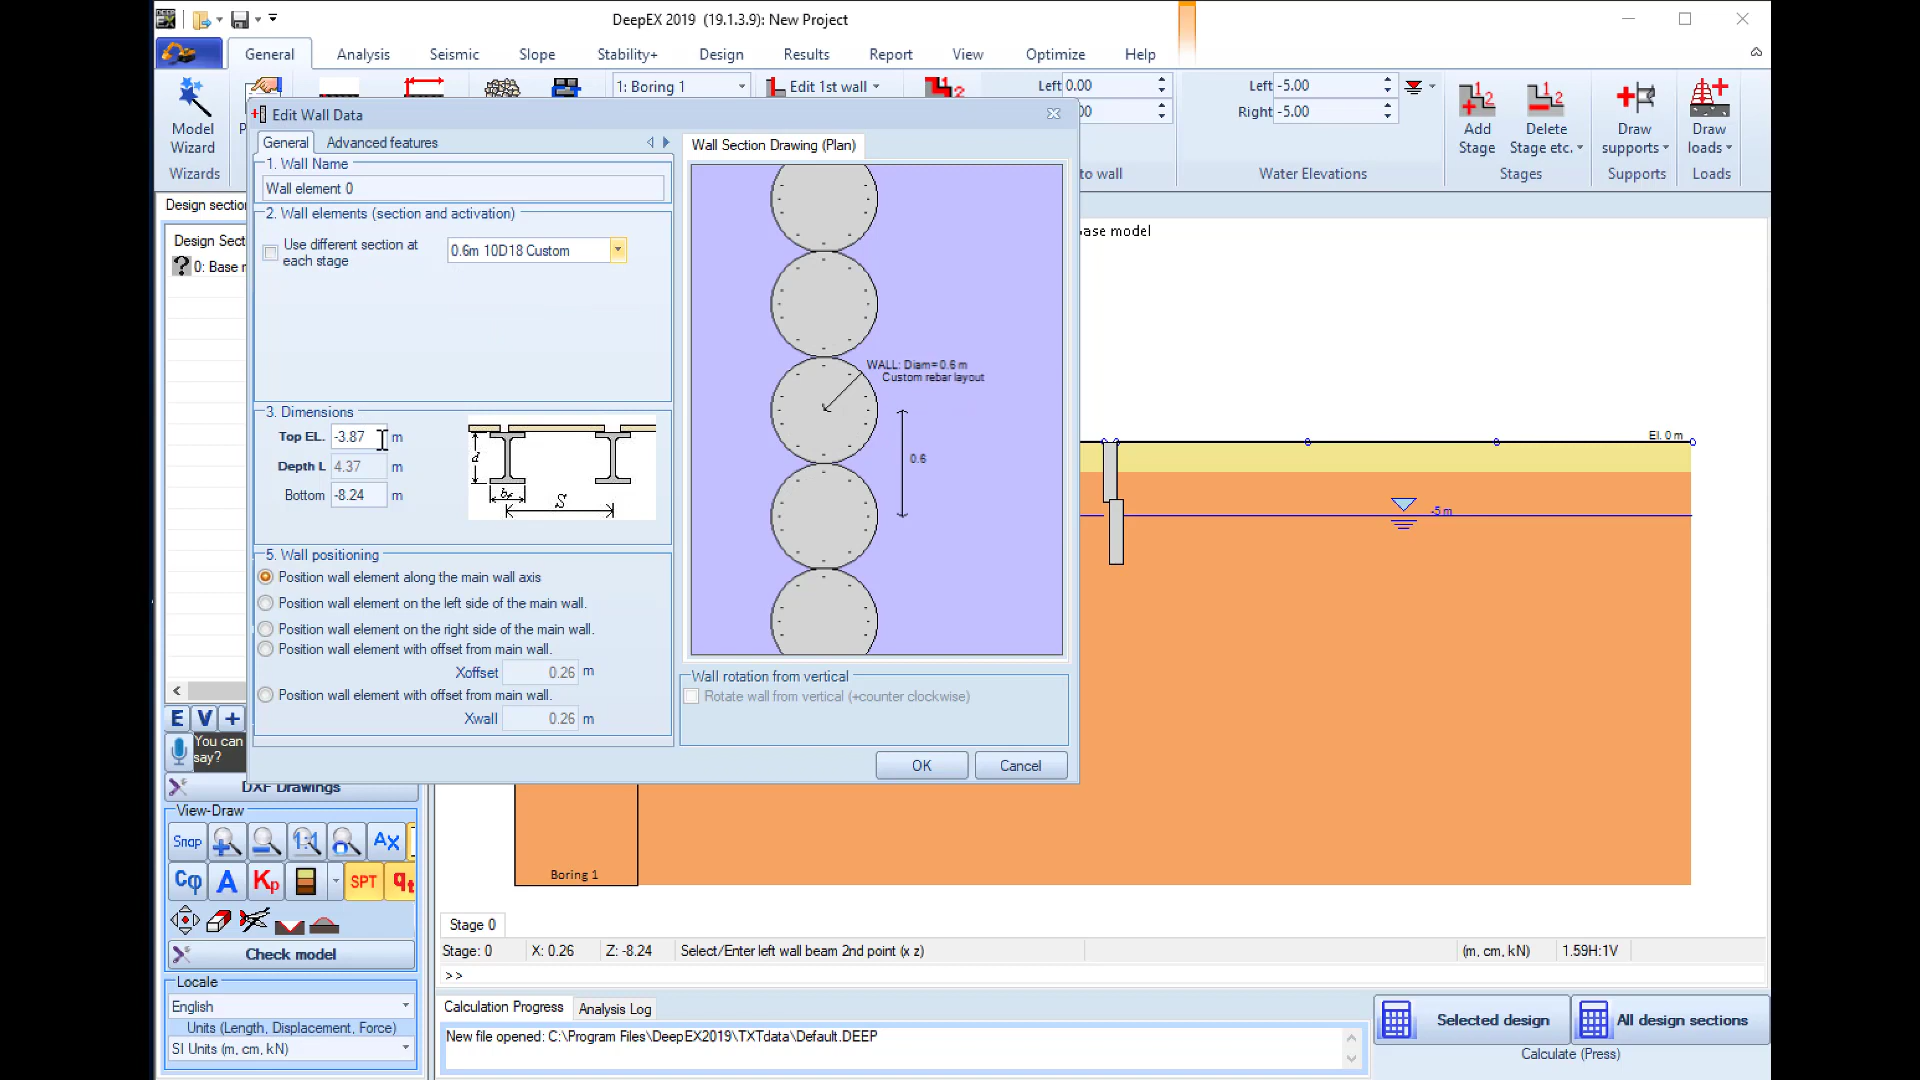 DeepEX 2019 (19.1.3.9): New Project
General
Analysis
Seismic
Slope
Stability+
Design
Results
Report
View
Optimize
Help
Model
Wizard
Wizards
1: Boring 1
Edit 1st wall
Left 0.00
Left -5.00
Right -5.00
Water Elevations
Add
Stage
Delete
Stage etc.
Stages
Draw
supports
Supports
Draw
loads
Loads
to wall
Edit Wall Data
General
Advanced features
1. Wall Name
Wall element 0
2. Wall elements (section and activation)
Use different section at
each stage
0.6m 10D18 Custom
3. Dimensions
Top EL. -3.87 m
Depth L 4.37 m
Bottom -8.24 m
d
S
5. Wall positioning
Position wall element along the main wall axis
Position wall element on the left side of the main wall.
Position wall element on the right side of the main wall.
Position wall element with offset from main wall.
Xoffset 0.26 m
Position wall element with offset from main wall.
Xwall 0.26 m
Wall Section Drawing (Plan)
WALL: Diam=0.6 m
Custom rebar layout
0.6
Wall rotation from vertical
Rotate wall from vertical (+counter clockwise)
OK
Cancel
Design sectio
Design Sect
0: Base r
Base model
El. 0 m
-5 m
E V +
You can
say?
DXF Drawings
View-Draw
Snap
1:1
AX
Cφ
A
Kp
SPT
qt
Check model
Locale
English
Units (Length, Displacement, Force)
SI Units (m, cm, kN)
Boring 1
Stage 0
Stage: 0
X: 0.26
Z: -8.24
Select/Enter left wall beam 2nd point (x z)
(m, cm, kN)
1.59H:1V
>>
Calculation Progress
Analysis Log
New file opened: C:\Program Files\DeepEX2019\TXTdata\Default.DEEP
Selected design
All design sections
Calculate (Press)